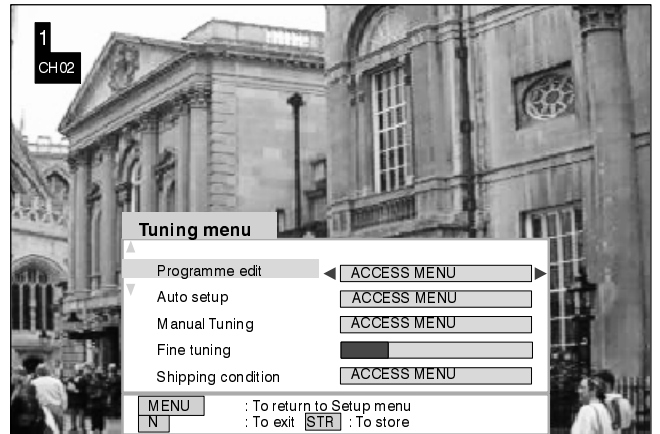 1
CH02
Tuning menu
Programme edit ACCESS MENU
Auto setup ACCESS MENU
Manual Tuning ACCESS MENU
Fine tuning
Shipping condition ACCESS MENU
MENU : To return to Setup menu
N : To exit STR : To store